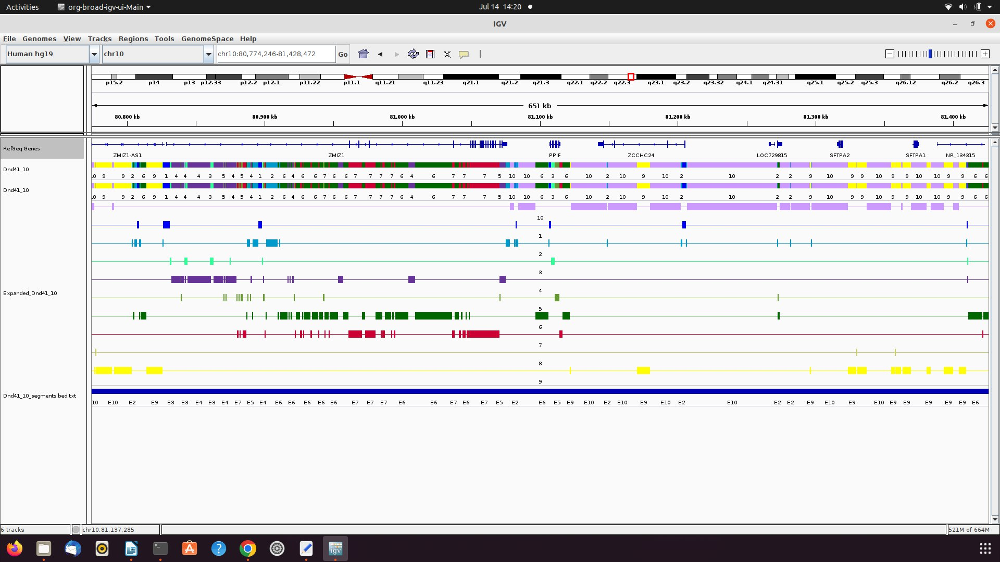 Activities org-broad-igv-ui-Main Jul 14 14:20
IGV
File Genomes View Tracks Regions Tools GenomeSpace Help
Human hg19 chr10 chr10:80,774,246-81,428,472 Go
p15.2 p14 p13 p12.33 p12.2 p12.1 p11.22 p11.1 q11.21 q11.23 q21.1 q21.2 q21.3 q22.1 q22.2 q22.3 q23.1 q23.2 q23.32 q24.1 q24.31 q25.1 q25.2 q25.3 q26.12 q26.2 q26.3
651 kb
80,800 kb 80,900 kb 81,000 kb 81,100 kb 81,200 kb 81,300 kb 81,400 kb
RefSeq Genes
ZMIZ1-AS1 ZMIZ1 PPIF ZCCHC24 LOC729815 SFTPA2 SFTPA1 NR_134315
Dnd41_10
10 9 9 2 6 9 1 4 4 4 3 5 4 5 4 1 2 6 4 6 6 7 6 6 7 7 7 6 4 6 7 7 7 5 10 10 6 3 6 10 2 10 9 10 2 10 2 2 9 10 9 9 10 9 9 10 10 9 9 6 6
Dnd41_10
10 9 9 2 6 9 1 4 4 4 3 5 4 5 4 1 2 6 4 6 6 7 6 6 7 7 7 6 4 6 7 7 7 5 10 10 6 3 6 10 2 10 9 10 2 10 2 2 9 10 9 9 10 9 9 10 10 9 9 6 6
10
1
2
3
4
Expanded_Dnd41_10
5
6
7
8
9
Dnd41_10_segments.bed.txt
10 E10 E2 E9 E3 E3 E4 E3 E4 E7 E5 E4 E6 E6 E6 E6 E6 E7 E7 E7 E6 E6 E7 E6 E7 E5 E2 E6 E5 E9 E10 E2 E10 E9 E10 E2 E10 E2 E2 E9 E10 E9 E10 E9 E9 E9 E9 E9 E6
6 tracks chr10:81,137,285 521M of 664M
igv